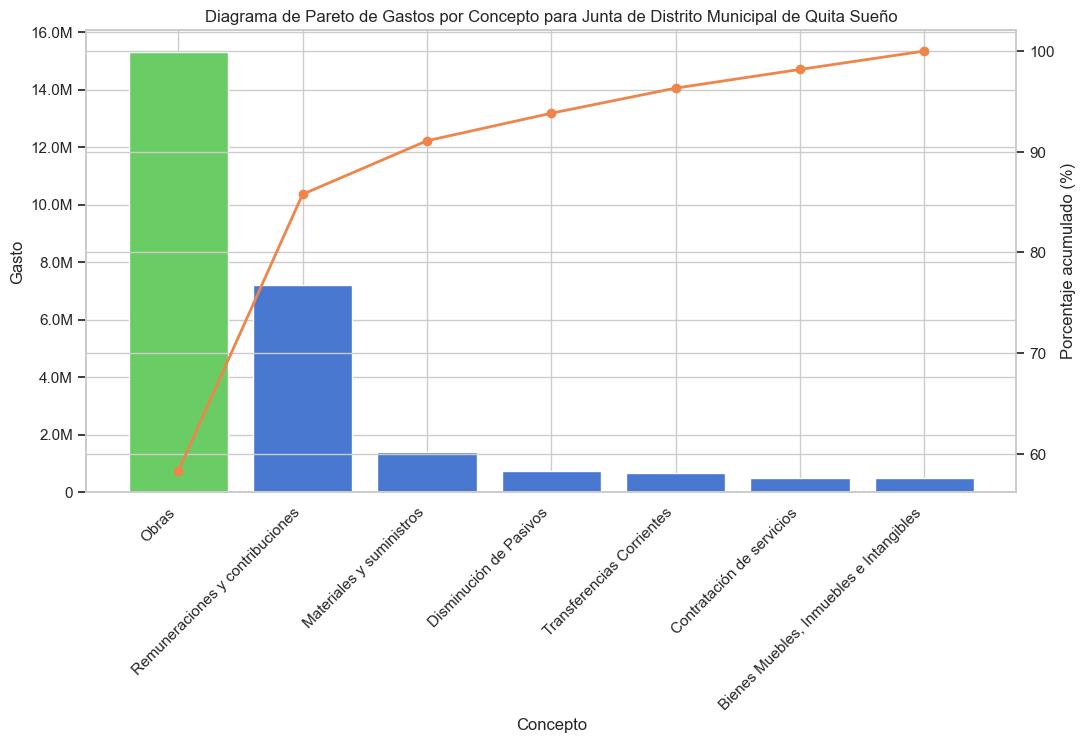 Diagrama de Pareto de Gastos por Concepto para Junta de Distrito Municipal de Quita Sueño
16.0M
14.0M
12.0M
10.0M
8.0M
6.0M
4.0M
2.0M
0
Gasto
100
90
80
70
60
Porcentaje acumulado (%)
Obras
Remuneraciones y contribuciones
Materiales y suministros
Disminución de Pasivos
Transferencias Corrientes
Contratación de servicios
Bienes Muebles, Inmuebles e Intangibles
Concepto